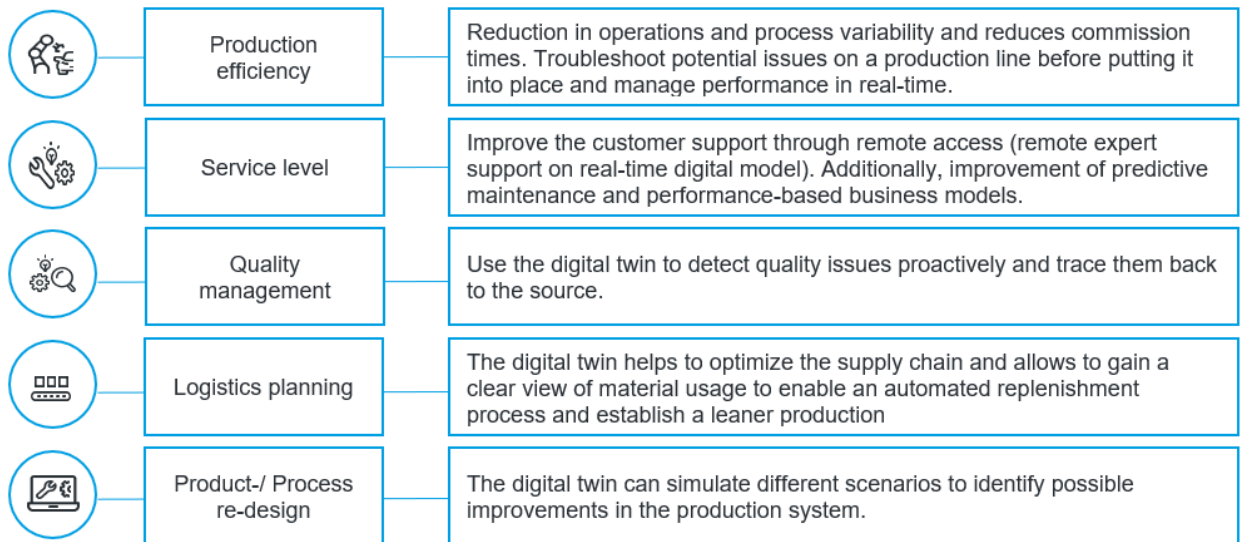 Production
efficiency
Reduction in operations and process variability and reduces commission
times. Troubleshoot potential issues on a production line before putting it
into place and manage performance in real-time.
Service level
Improve the customer support through remote access (remote expert
support on real-time digital model). Additionally, improvement of predictive
maintenance and performance-based business models.
Quality
management
Use the digital twin to detect quality issues proactively and trace them back
to the source.
Logistics planning
The digital twin helps to optimize the supply chain and allows to gain a
clear view of material usage to enable an automated replenishment
process and establish a leaner production
Product-/ Process
re-design
The digital twin can simulate different scenarios to identify possible
improvements in the production system.